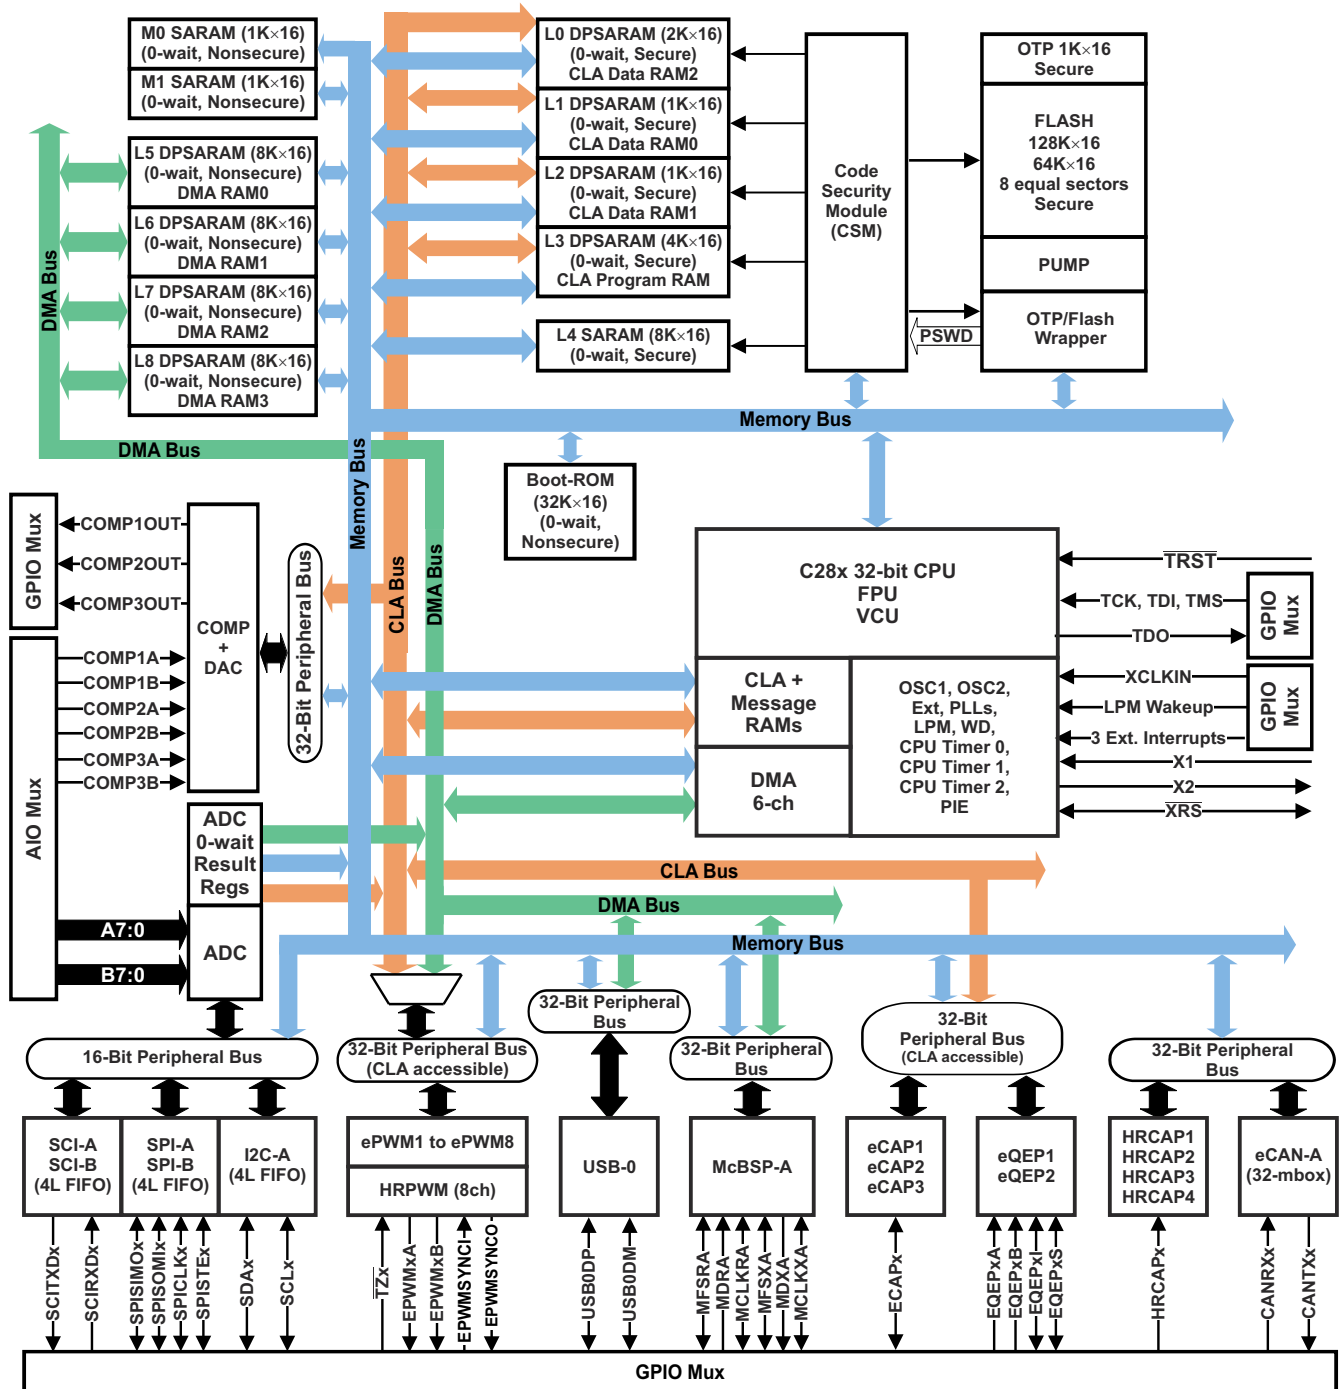 M0 SARAM (1K×16)
(0-wait, Nonsecure)
M1 SARAM (1K×16)
(0-wait, Nonsecure)
L5 DPSARAM (8K×16)
(0-wait, Nonsecure)
DMA RAM0
L6 DPSARAM (8K×16)
(0-wait, Nonsecure)
DMA RAM1
L7 DPSARAM (8K×16)
(0-wait, Nonsecure)
DMA RAM2
L8 DPSARAM (8K×16)
(0-wait, Nonsecure)
DMA RAM3
DMA Bus
DMA Bus
L0 DPSARAM (2K×16)
(0-wait, Secure)
CLA Data RAM2
L1 DPSARAM (1K×16)
(0-wait, Secure)
CLA Data RAM0
L2 DPSARAM (1K×16)
(0-wait, Secure)
CLA Data RAM1
L3 DPSARAM (4K×16)
(0-wait, Secure)
CLA Program RAM
L4 SARAM (8K×16)
(0-wait, Secure)
Code
Security
Module
(CSM)
OTP 1K×16
Secure
FLASH
128K×16
64K×16
8 equal sectors
Secure
PUMP
OTP/Flash
Wrapper
PSWD
Memory Bus
Memory Bus
CLA Bus
DMA Bus
Boot-ROM
(32K×16)
(0-wait,
Nonsecure)
GPIO Mux
COMP1OUT
COMP2OUT
COMP3OUT
COMP
+
DAC
32-Bit Peripheral Bus
AIO Mux
COMP1A
COMP1B
COMP2A
COMP2B
COMP3A
COMP3B
ADC
0-wait
Result
Regs
ADC
A7:0
B7:0
C28x 32-bit CPU
FPU
VCU
CLA +
Message
RAMs
DMA
6-ch
OSC1, OSC2,
Ext, PLLs,
LPM, WD,
CPU Timer 0,
CPU Timer 1,
CPU Timer 2,
PIE
TRST
TCK, TDI, TMS
TDO
GPIO
Mux
XCLKIN
LPM Wakeup
3 Ext. Interrupts
GPIO
Mux
X1
X2
XRS
CLA Bus
DMA Bus
Memory Bus
16-Bit Peripheral Bus
32-Bit Peripheral Bus
(CLA accessible)
32-Bit Peripheral
Bus
32-Bit Peripheral
Bus
32-Bit
Peripheral Bus
(CLA accessible)
32-Bit Peripheral
Bus
SCI-A
SCI-B
(4L FIFO)
SPI-A
SPI-B
(4L FIFO)
I2C-A
(4L FIFO)
ePWM1 to ePWM8
HRPWM (8ch)
USB-0
McBSP-A
eCAP1
eCAP2
eCAP3
eQEP1
eQEP2
HRCAP1
HRCAP2
HRCAP3
HRCAP4
eCAN-A
(32-mbox)
SCITXDx
SCIRXDx
SPISIMOx
SPISOMIx
SPICLKx
SPISTEx
SDAx
SCLx
TZx
EPWMxA
EPWMxB
EPWMSYNCI
EPWMSYNCO
USB0DP
USB0DM
MFSRA
MDRA
MCLKRA
MFSXA
MDXA
MCLKXA
ECAPx
EQEPxA
EQEPxB
EQEPxI
EQEPxS
HRCAPx
CANRXx
CANTXx
GPIO Mux